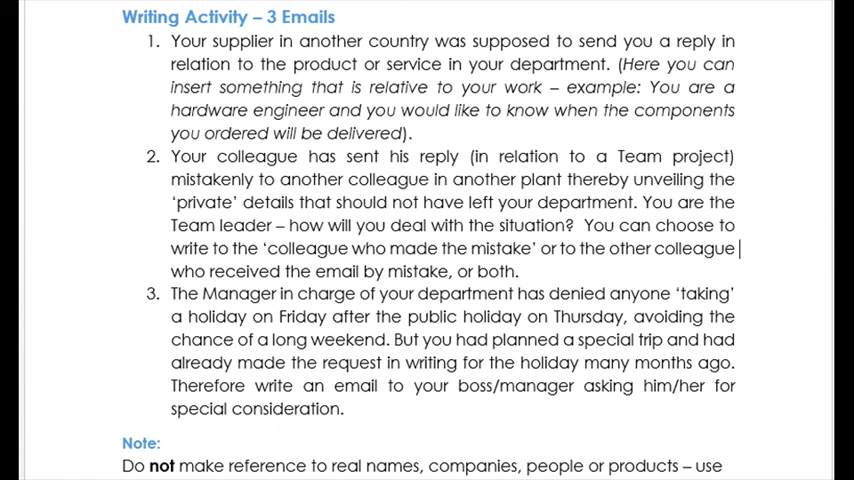 Writing Activity – 3 Emails
1. Your supplier in another country was supposed to send you a reply in
relation to the product or service in your department. (Here you can
insert something that is relative to your work – example: You are a
hardware engineer and you would like to know when the components
you ordered will be delivered).
2. Your colleague has sent his reply (in relation to a Team project)
mistakenly to another colleague in another plant thereby unveiling the
‘private’ details that should not have left your department. You are the
Team leader – how will you deal with the situation? You can choose to
write to the ‘colleague who made the mistake’ or to the other colleague
who received the email by mistake, or both.
3. The Manager in charge of your department has denied anyone ‘taking’
a holiday on Friday after the public holiday on Thursday, avoiding the
chance of a long weekend. But you had planned a special trip and had
already made the request in writing for the holiday many months ago.
Therefore write an email to your boss/manager asking him/her for
special consideration.
Note:
Do not make reference to real names, companies, people or products – use